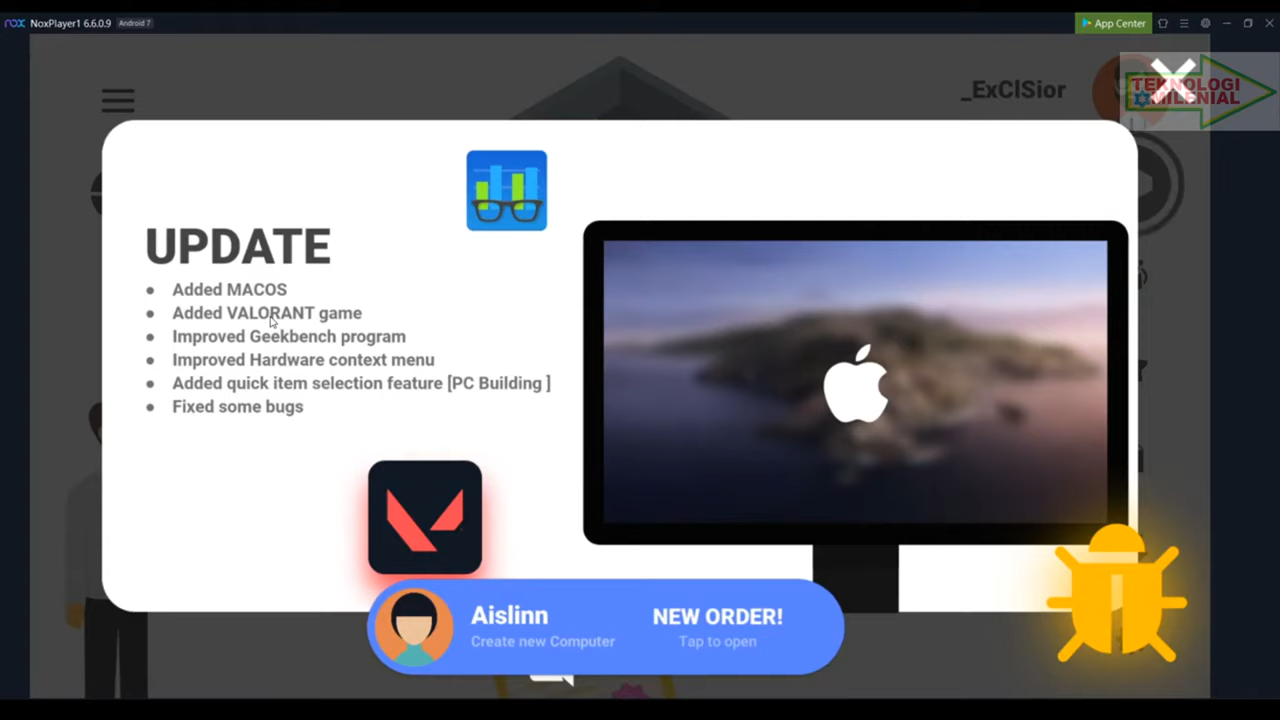 nox NoxPlayer1 6.6.0.9 Android 7
App Center
_ExClSior
TEKNOLOGI
MILENIAL
UPDATE
● Added MACOS
● Added VALORANT game
● Improved Geekbench program
● Improved Hardware context menu
● Added quick item selection feature [PC Building ]
● Fixed some bugs
Aislinn
Create new Computer
NEW ORDER!
Tap to open